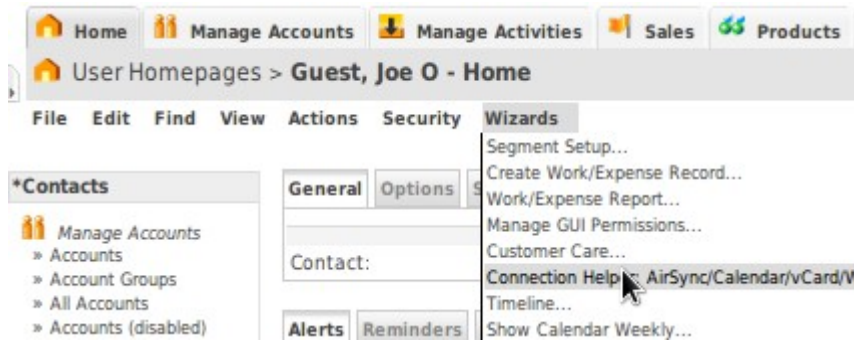 Home Manage Accounts Manage Activities Sales Products
User Homepages > Guest, Joe O - Home
File Edit Find View Actions Security Wizards
Segment Setup...
Create Work/Expense Record...
Work/Expense Report...
Manage GUI Permissions...
Customer Care...
Connection AirSync/Calendar/vCard/W
Timeline...
Show Calendar Weekly...
*Contacts
Manage Accounts
» Accounts
» Account Groups
» All Accounts
» Accounts (disabled)
General Options S
Contact:
Alerts Reminders